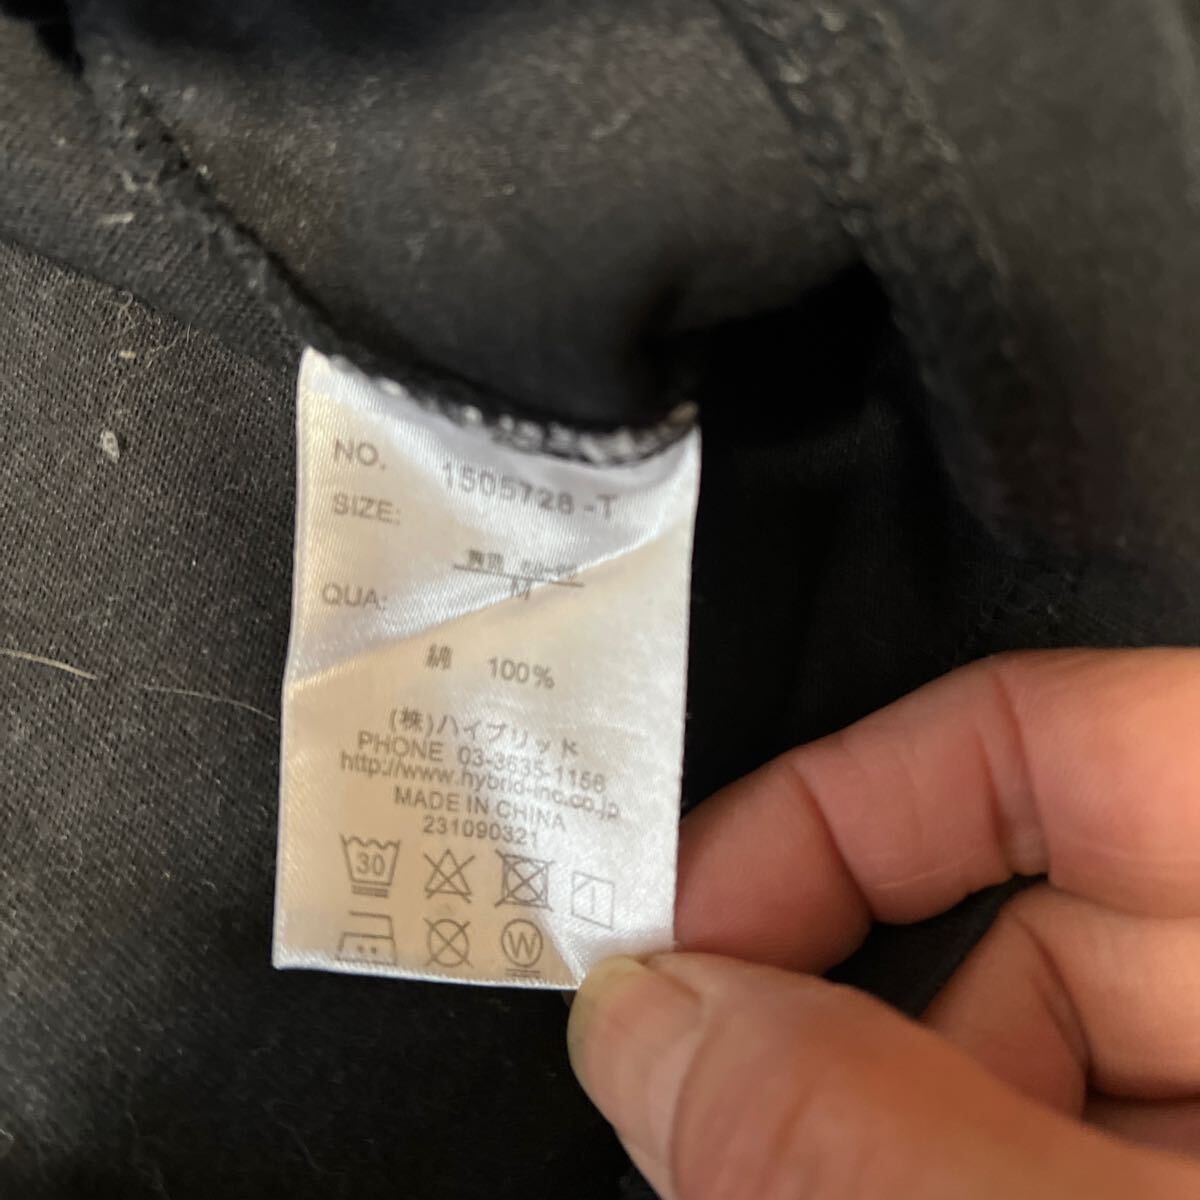 NO. 1505728-T
SIZE:
M
QUA:
綿 100%
(株)ハイブリッド
PHONE 03-3635-1156
http://www.hybrid-inc.co.jp
MADE IN CHINA
231090321
30
W